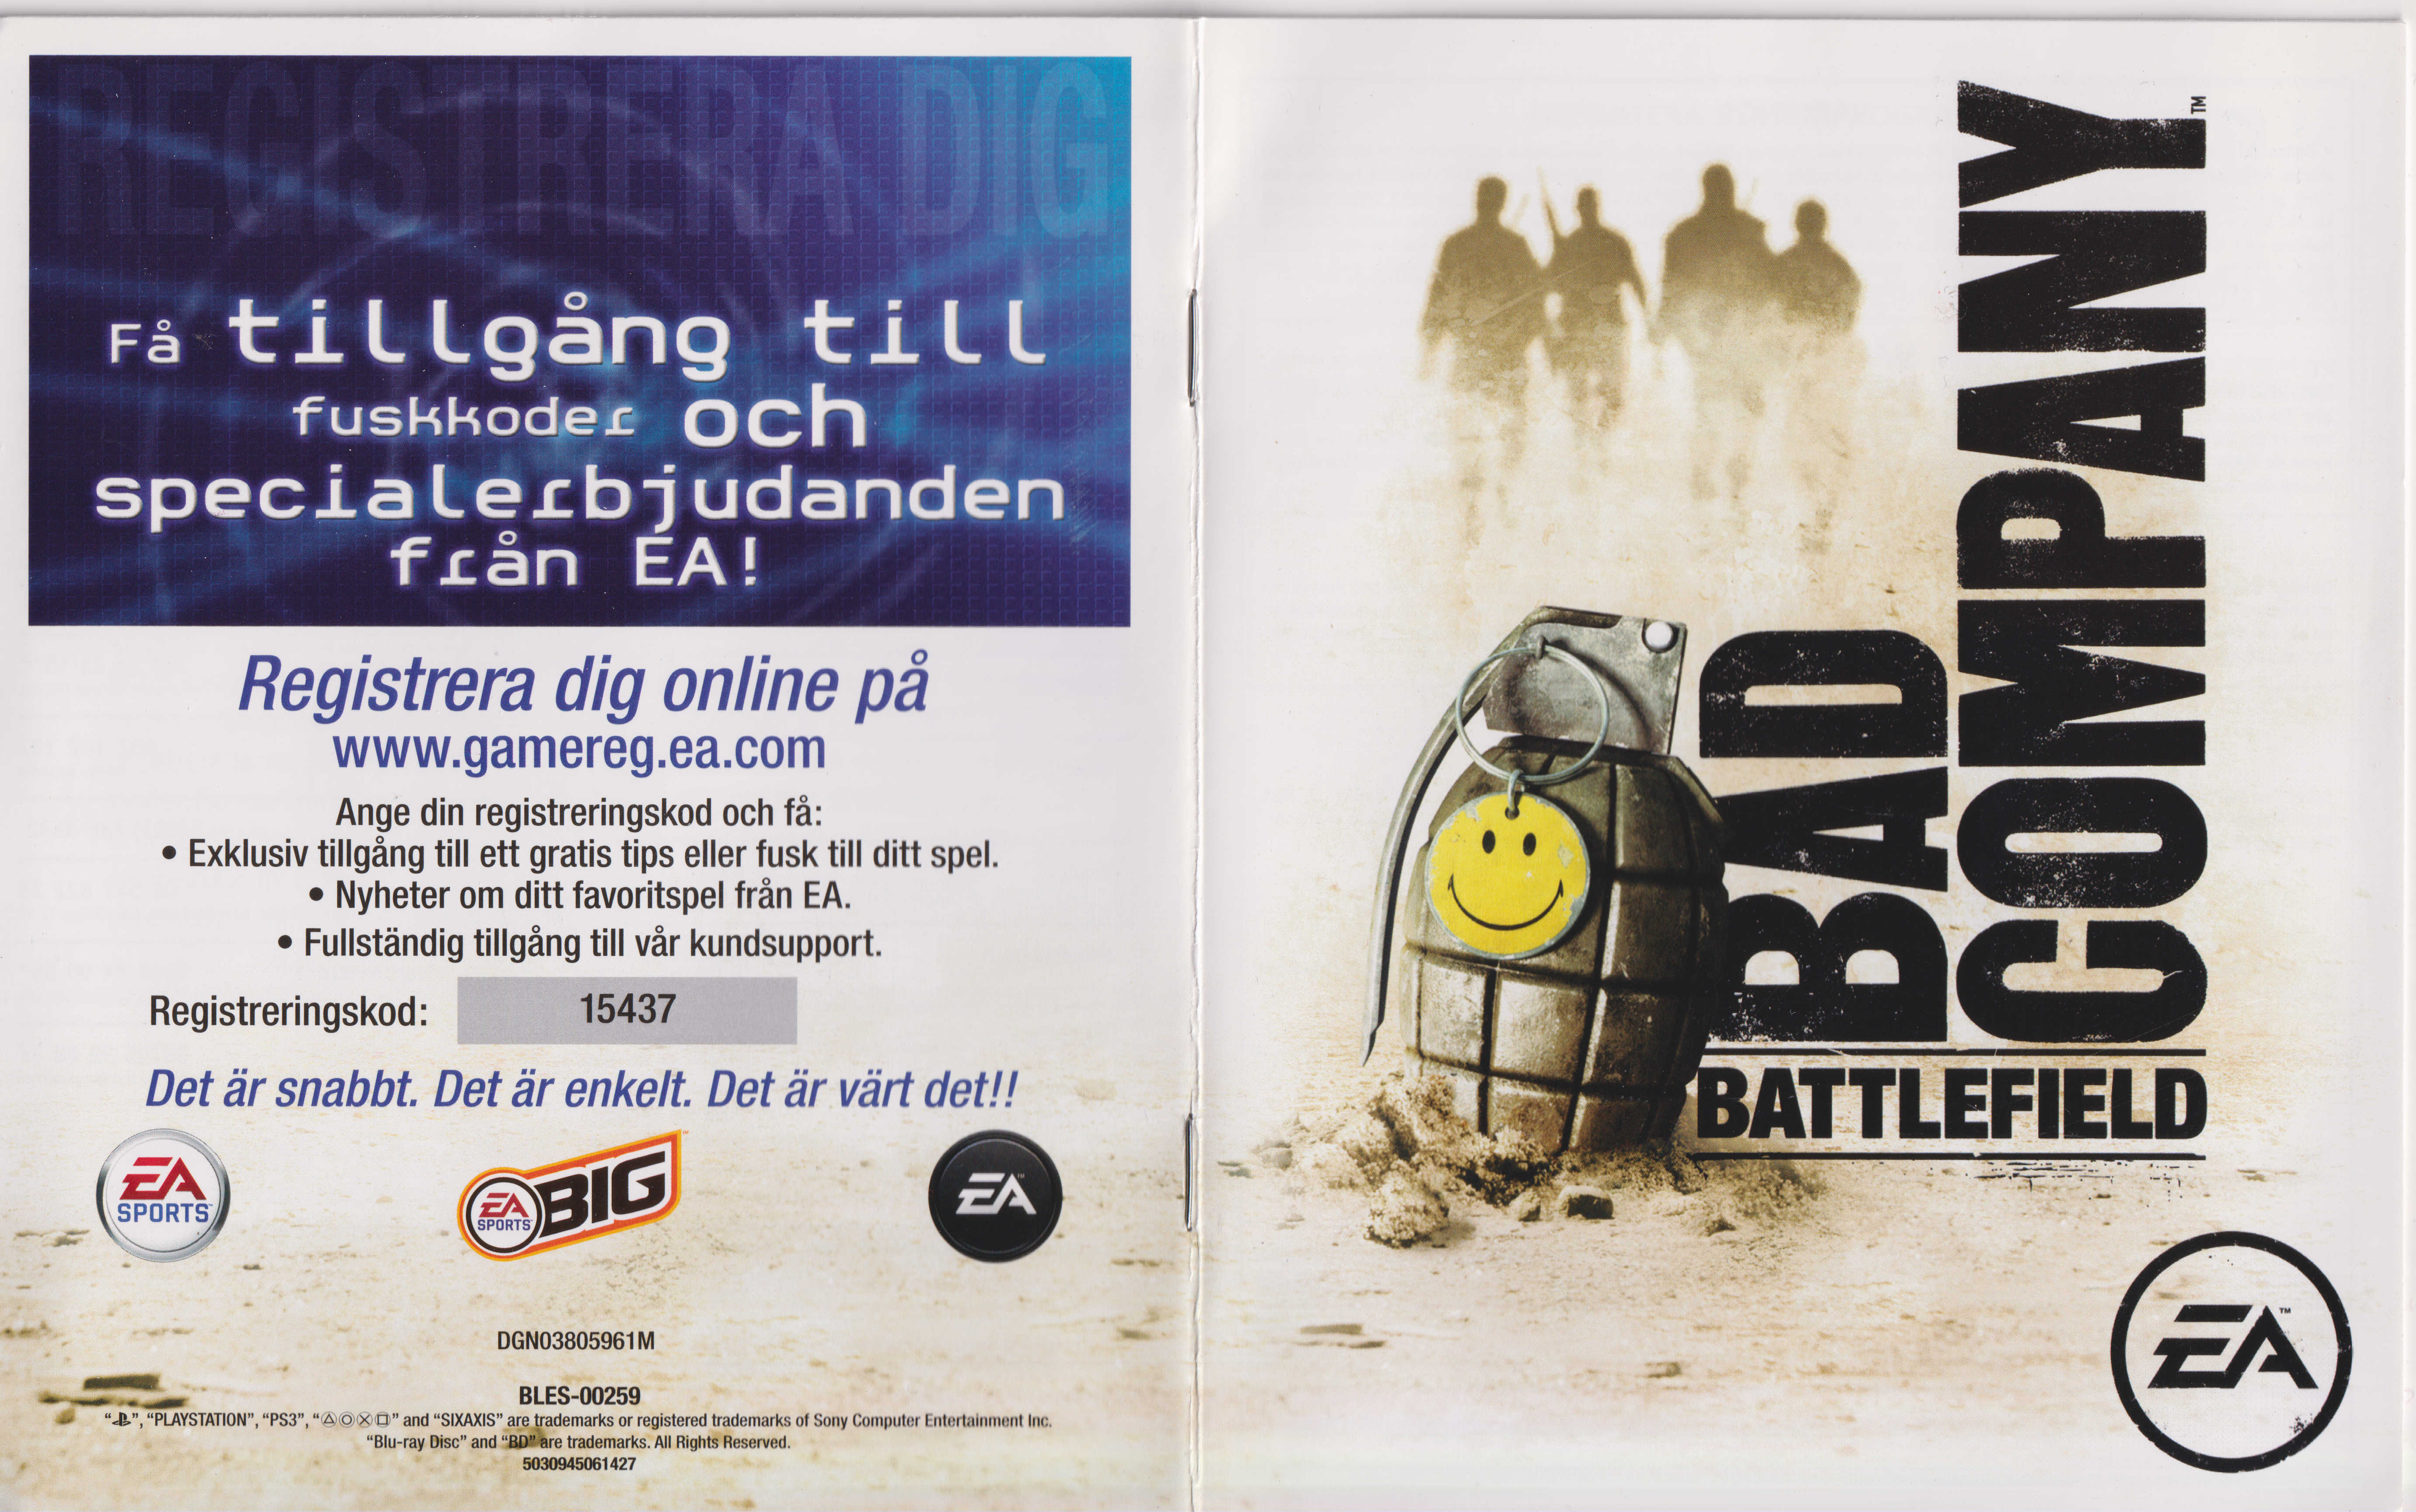 REGISTRERA DIG
Få tillgång till
fuskkoder och
specialerbjudanden
från EA!
Registrera dig online på
www.gamereg.ea.com
Ange din registreringskod och få:
• Exklusiv tillgång till ett gratis tips eller fusk till ditt spel.
• Nyheter om ditt favoritspel från EA.
• Fullständig tillgång till vår kundsupport.
Registreringskod: 15437
Det är snabbt. Det är enkelt. Det är värt det!!
EA SPORTS
EA SPORTS BIG
EA
DGN03805961M
BLES-00259
“”, “PLAYSTATION”, “PS3”, “△○✕□” and “SIXAXIS” are trademarks or registered trademarks of Sony Computer Entertainment Inc.
“Blu-ray Disc” and “BD” are trademarks. All Rights Reserved.
5030945061427
BAD
COMPANY™
BATTLEFIELD
EA™